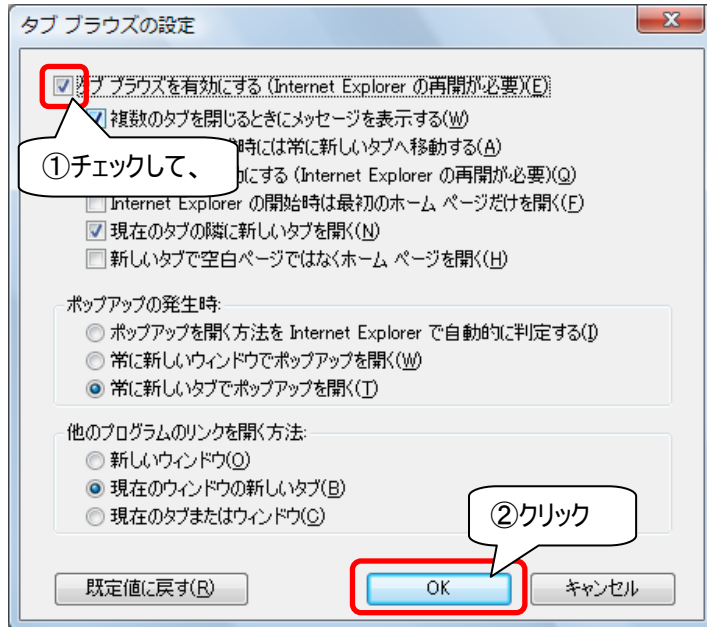 タブ ブラウズの設定
ブ ブラウズを有効にする (Internet Explorer の再開が必要)(E)
複数のタブを閉じるときにメッセージを表示する(W)
時には常に新しいタブへ移動する(A)
①チェックして、
にする (Internet Explorer の再開が必要)(Q)
Internet Explorer の開始時は最初のホーム ページだけを開く(F)
現在のタブの隣に新しいタブを開く(N)
新しいタブで空白ページではなくホーム ページを開く(H)
ポップアップの発生時:
ポップアップを開く方法を Internet Explorer で自動的に判定する(I)
常に新しいウィンドウでポップアップを開く(W)
常に新しいタブでポップアップを開く(T)
他のプログラムのリンクを開く方法:
新しいウィンドウ(O)
現在のウィンドウの新しいタブ(B)
現在のタブまたはウィンドウ(C)
②クリック
既定値に戻す(R)
OK
キャンセル